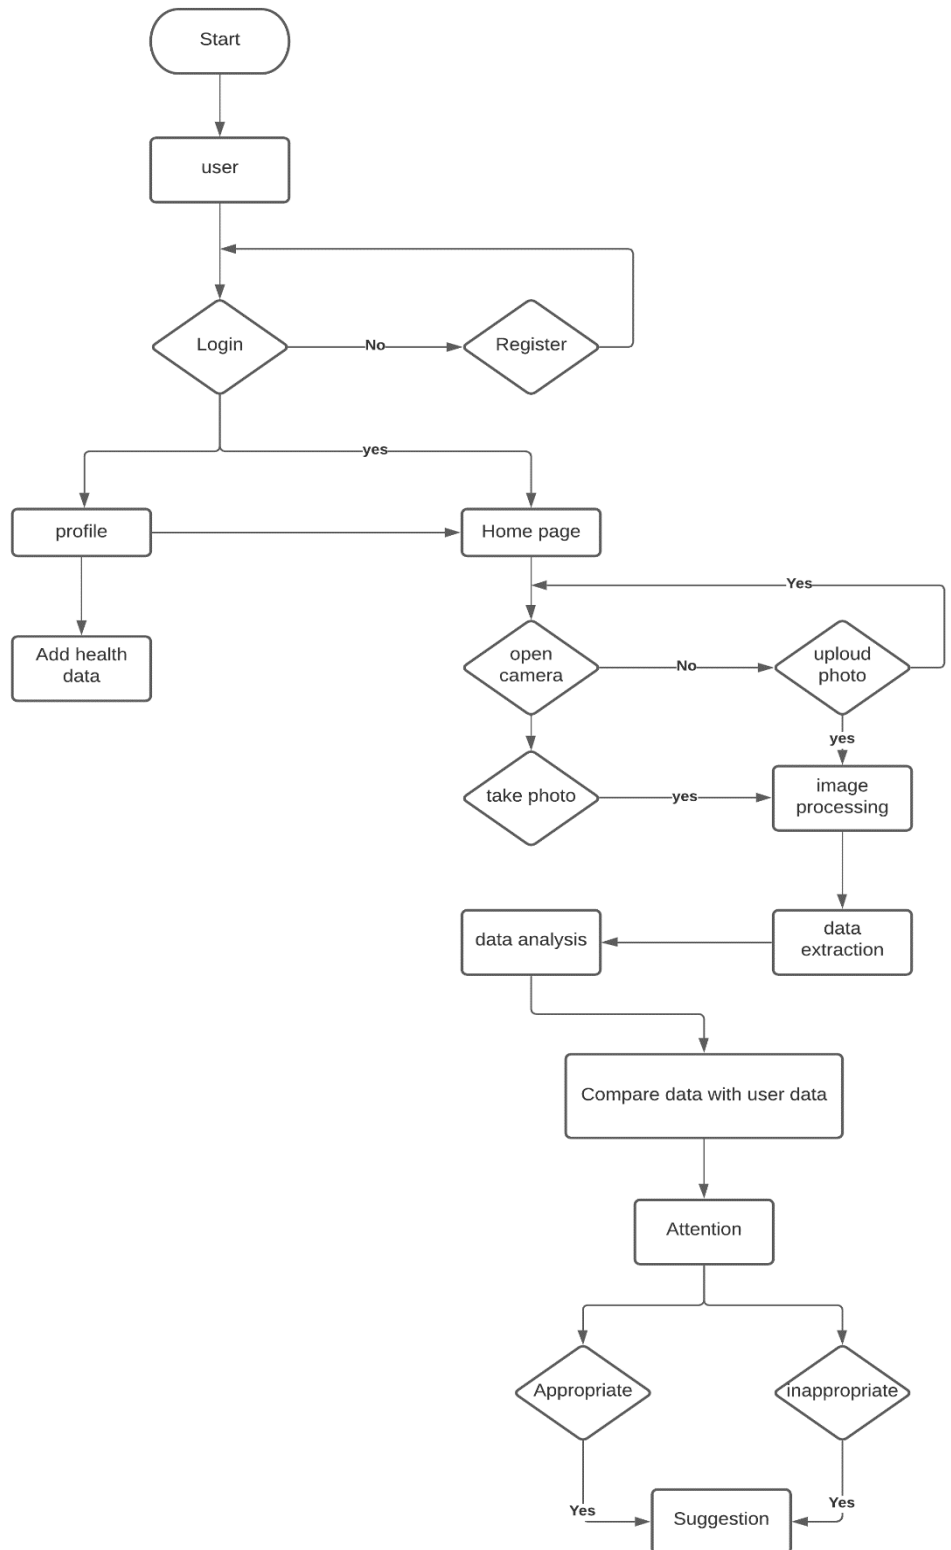 Start
user
Login
No
Register
yes
profile
Home page
Yes
Add health
data
open
camera
No
uploud
photo
yes
take photo
yes
image
processing
data analysis
data
extraction
Compare data with user data
Attention
Appropriate
inappropriate
Yes
Yes
Suggestion